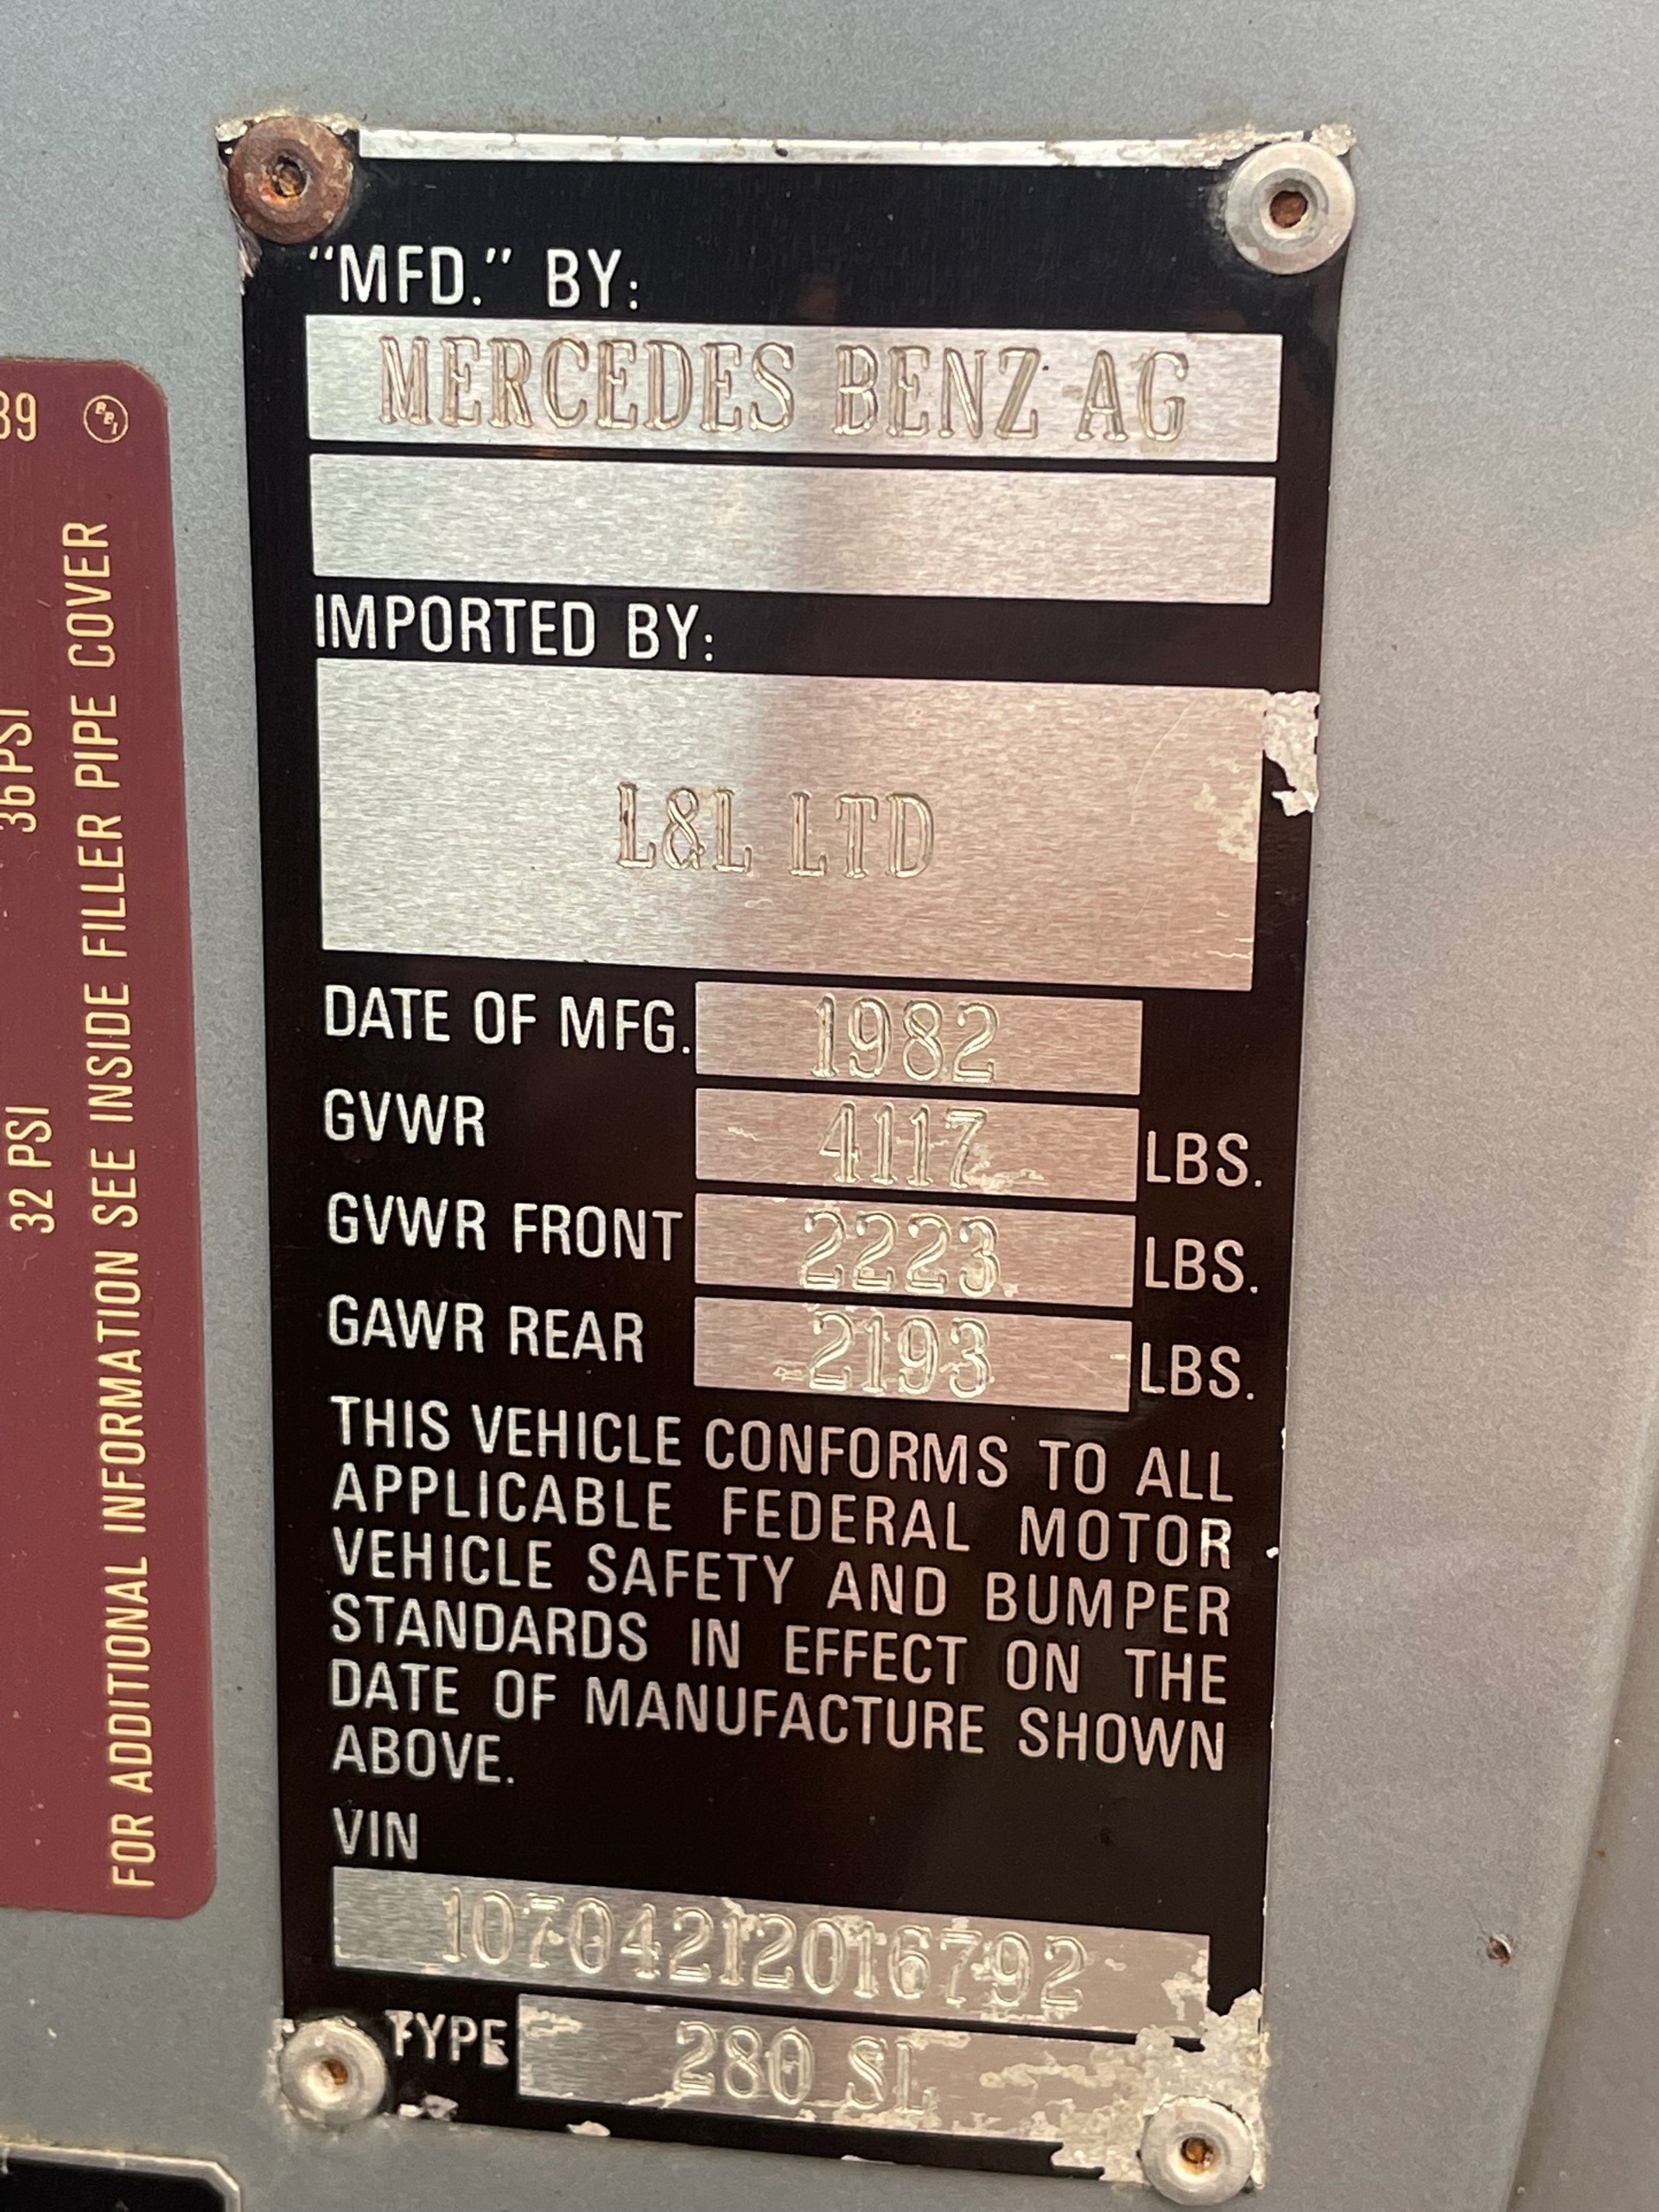 "MFD." BY:
MERCEDES BENZ AG
IMPORTED BY:
L&L LTD
DATE OF MFG. 1982
GVWR 4117 LBS.
GVWR FRONT 2223 LBS.
GAWR REAR 2193 LBS.
THIS VEHICLE CONFORMS TO ALL
APPLICABLE FEDERAL MOTOR
VEHICLE SAFETY AND BUMPER
STANDARDS IN EFFECT ON THE
DATE OF MANUFACTURE SHOWN
ABOVE.
VIN
10704212016792
TYPE 280 SL
36 PSI
32 PSI
FOR ADDITIONAL INFORMATION SEE INSIDE FILLER PIPE COVER